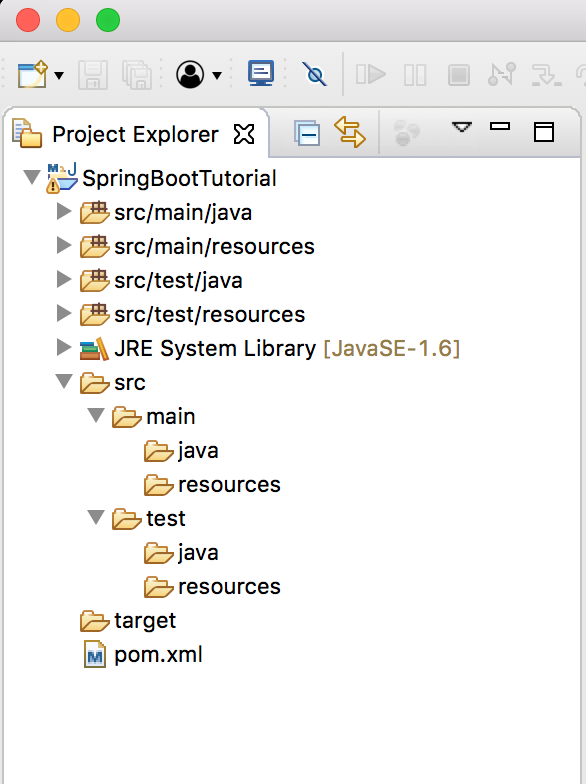 Project Explorer
SpringBootTutorial
src/main/java
src/main/resources
src/test/java
src/test/resources
JRE System Library [JavaSE-1.6]
src
main
java
resources
test
java
resources
target
pom.xml